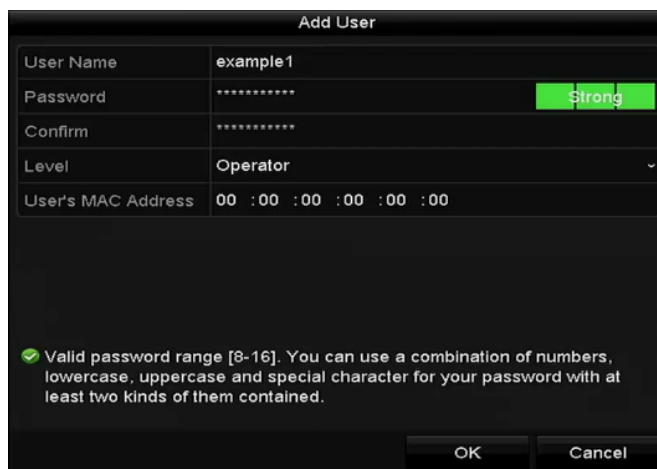 Add User
User Name example1
Password *********** Strong
Confirm ***********
Level Operator
User's MAC Address 00 :00 :00 :00 :00 :00
Valid password range [8-16]. You can use a combination of numbers,
lowercase, uppercase and special character for your password with at
least two kinds of them contained.
OK Cancel